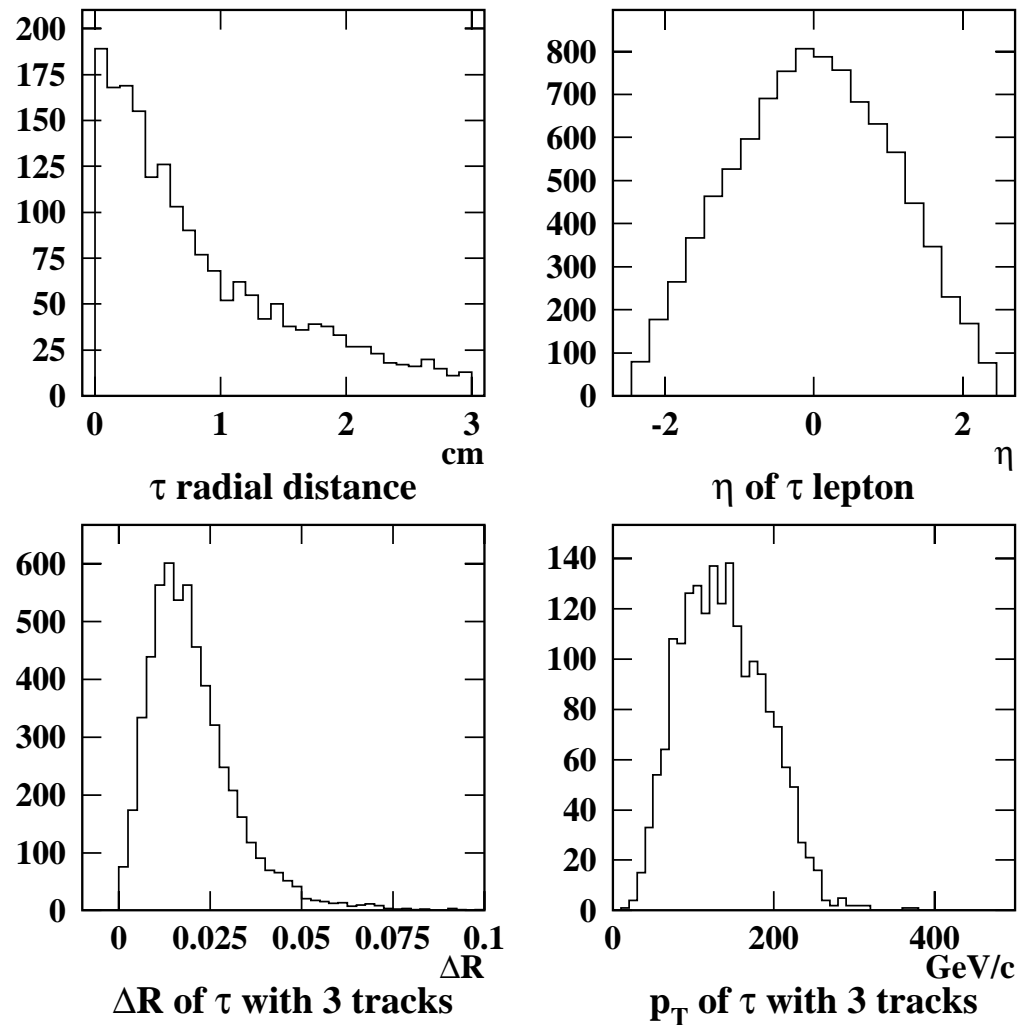 200
175
150
125
100
75
50
25
0
0 1 2 3
cm
τ radial distance
800
700
600
500
400
300
200
100
0
-2 0 2
η
η of τ lepton
600
500
400
300
200
100
0
0 0.025 0.05 0.075 0.1
ΔR
ΔR of τ with 3 tracks
140
120
100
80
60
40
20
0
0 200 400
GeV/c
p_T of τ with 3 tracks